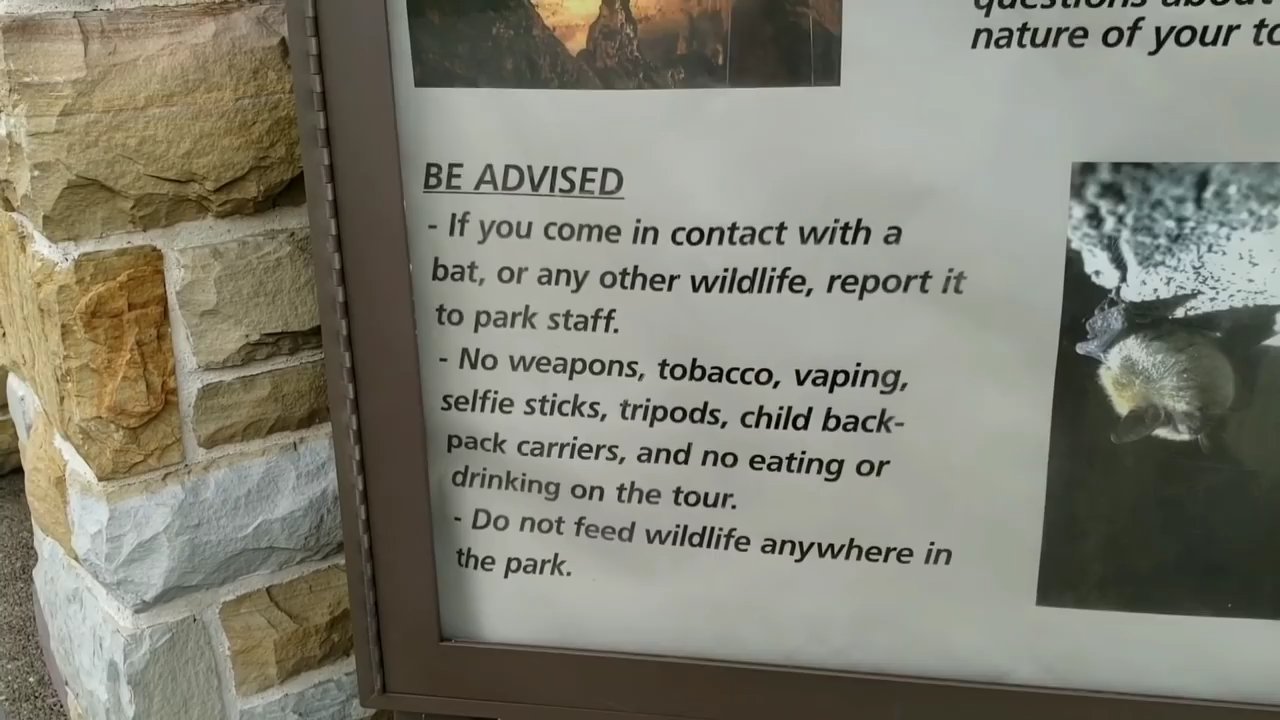 questions about
nature of your
BE ADVISED
- If you come in contact with a
bat, or any other wildlife, report it
to park staff.
- No weapons, tobacco, vaping,
selfie sticks, tripods, child back-
pack carriers, and no eating or
drinking on the tour.
- Do not feed wildlife anywhere in
the park.